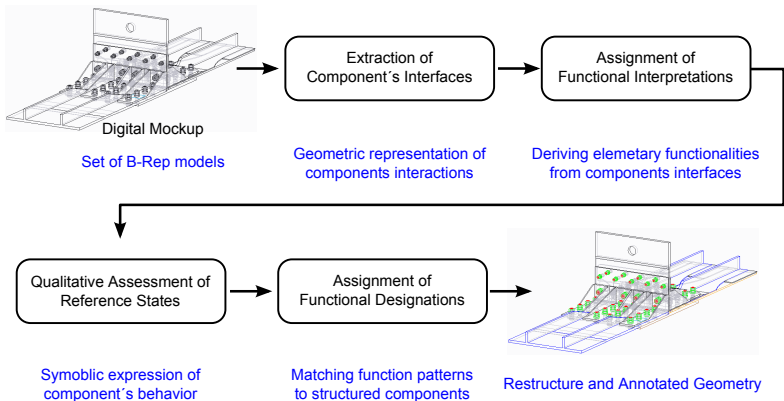 Digital Mockup
Set of B-Rep models
Extraction of
Component´s Interfaces
Geometric representation of
components interactions
Assignment of
Functional Interpretations
Deriving elemetary functionalities
from components interfaces
Qualitative Assessment of
Reference States
Symoblic expression of
component´s behavior
Assignment of
Functional Designations
Matching function patterns
to structured components
Restructure and Annotated Geometry